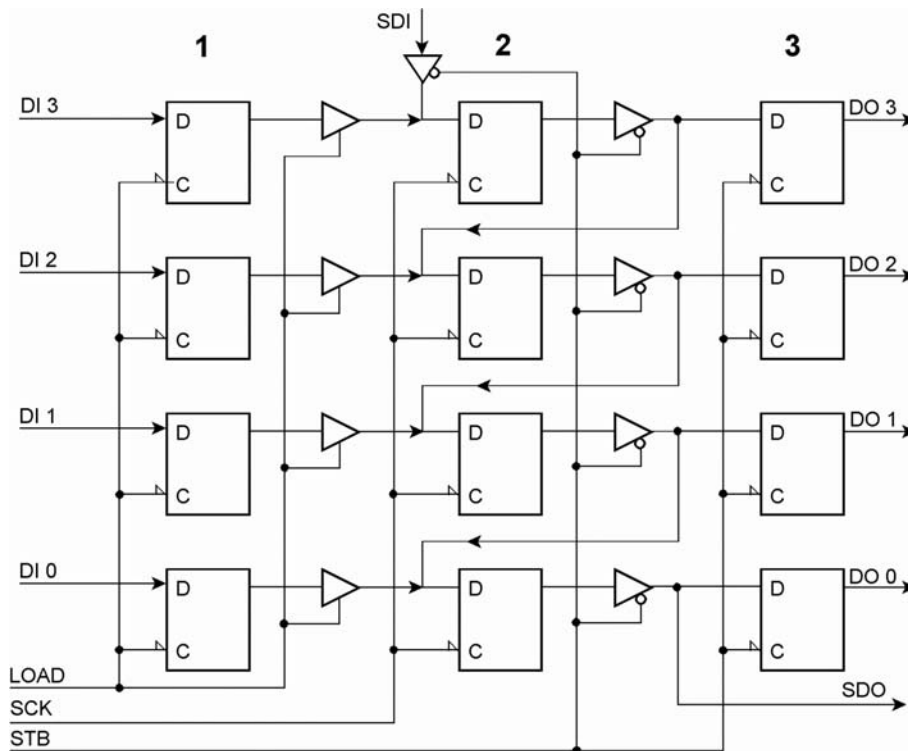 SDI
1 2 3
DI 3 D C D C D C DO 3
DI 2 D C D C D C DO 2
DI 1 D C D C D C DO 1
DI 0 D C D C D C DO 0
LOAD
SDO
SCK
STB